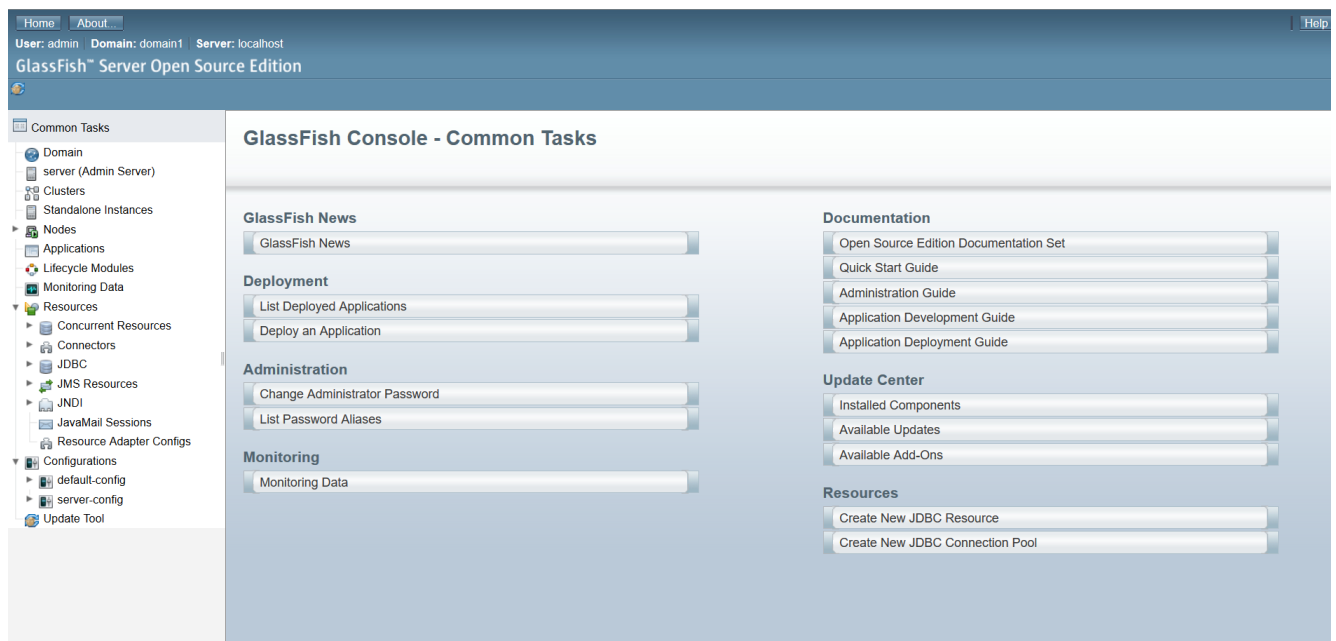 Home About... Help
User: admin Domain: domain1 Server: localhost
GlassFish™ Server Open Source Edition
Common Tasks
Domain
server (Admin Server)
Clusters
Standalone Instances
Nodes
Applications
Lifecycle Modules
Monitoring Data
Resources
Concurrent Resources
Connectors
JDBC
JMS Resources
JNDI
JavaMail Sessions
Resource Adapter Configs
Configurations
default-config
server-config
Update Tool
GlassFish Console - Common Tasks
GlassFish News
GlassFish News
Deployment
List Deployed Applications
Deploy an Application
Administration
Change Administrator Password
List Password Aliases
Monitoring
Monitoring Data
Documentation
Open Source Edition Documentation Set
Quick Start Guide
Administration Guide
Application Development Guide
Application Deployment Guide
Update Center
Installed Components
Available Updates
Available Add-Ons
Resources
Create New JDBC Resource
Create New JDBC Connection Pool